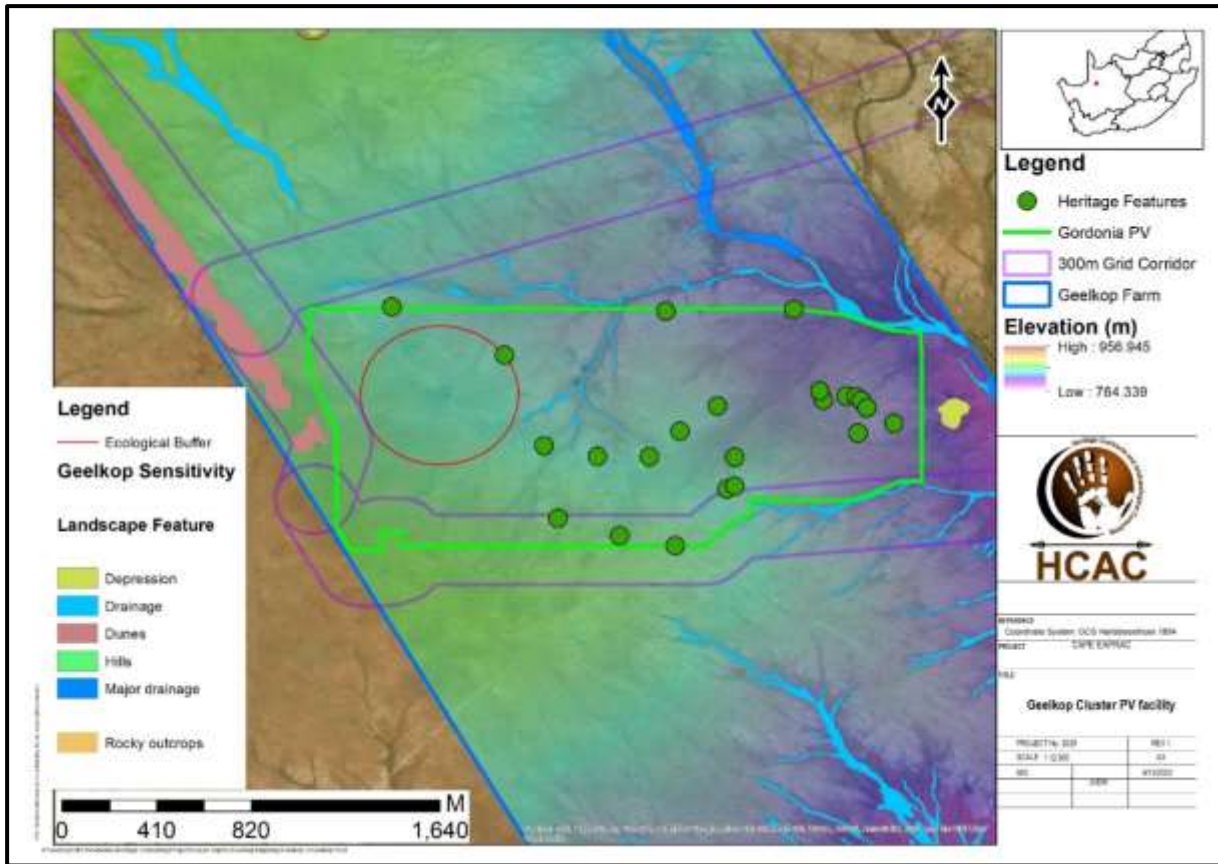 N
Legend
Heritage Features
Gordonia PV
300m Grid Corridor
Geelkop Farm
Elevation (m)
High : 956.945
Low : 764.339
HCAC
PROJECT
CAPE EAPRAC
TITLE
Geelkop Cluster PV facility
Legend
Ecological Buffer
Geelkop Sensitivity
Landscape Feature
Depression
Drainage
Dunes
Hills
Major drainage
Rocky outcrops
M
0 410 820 1,640